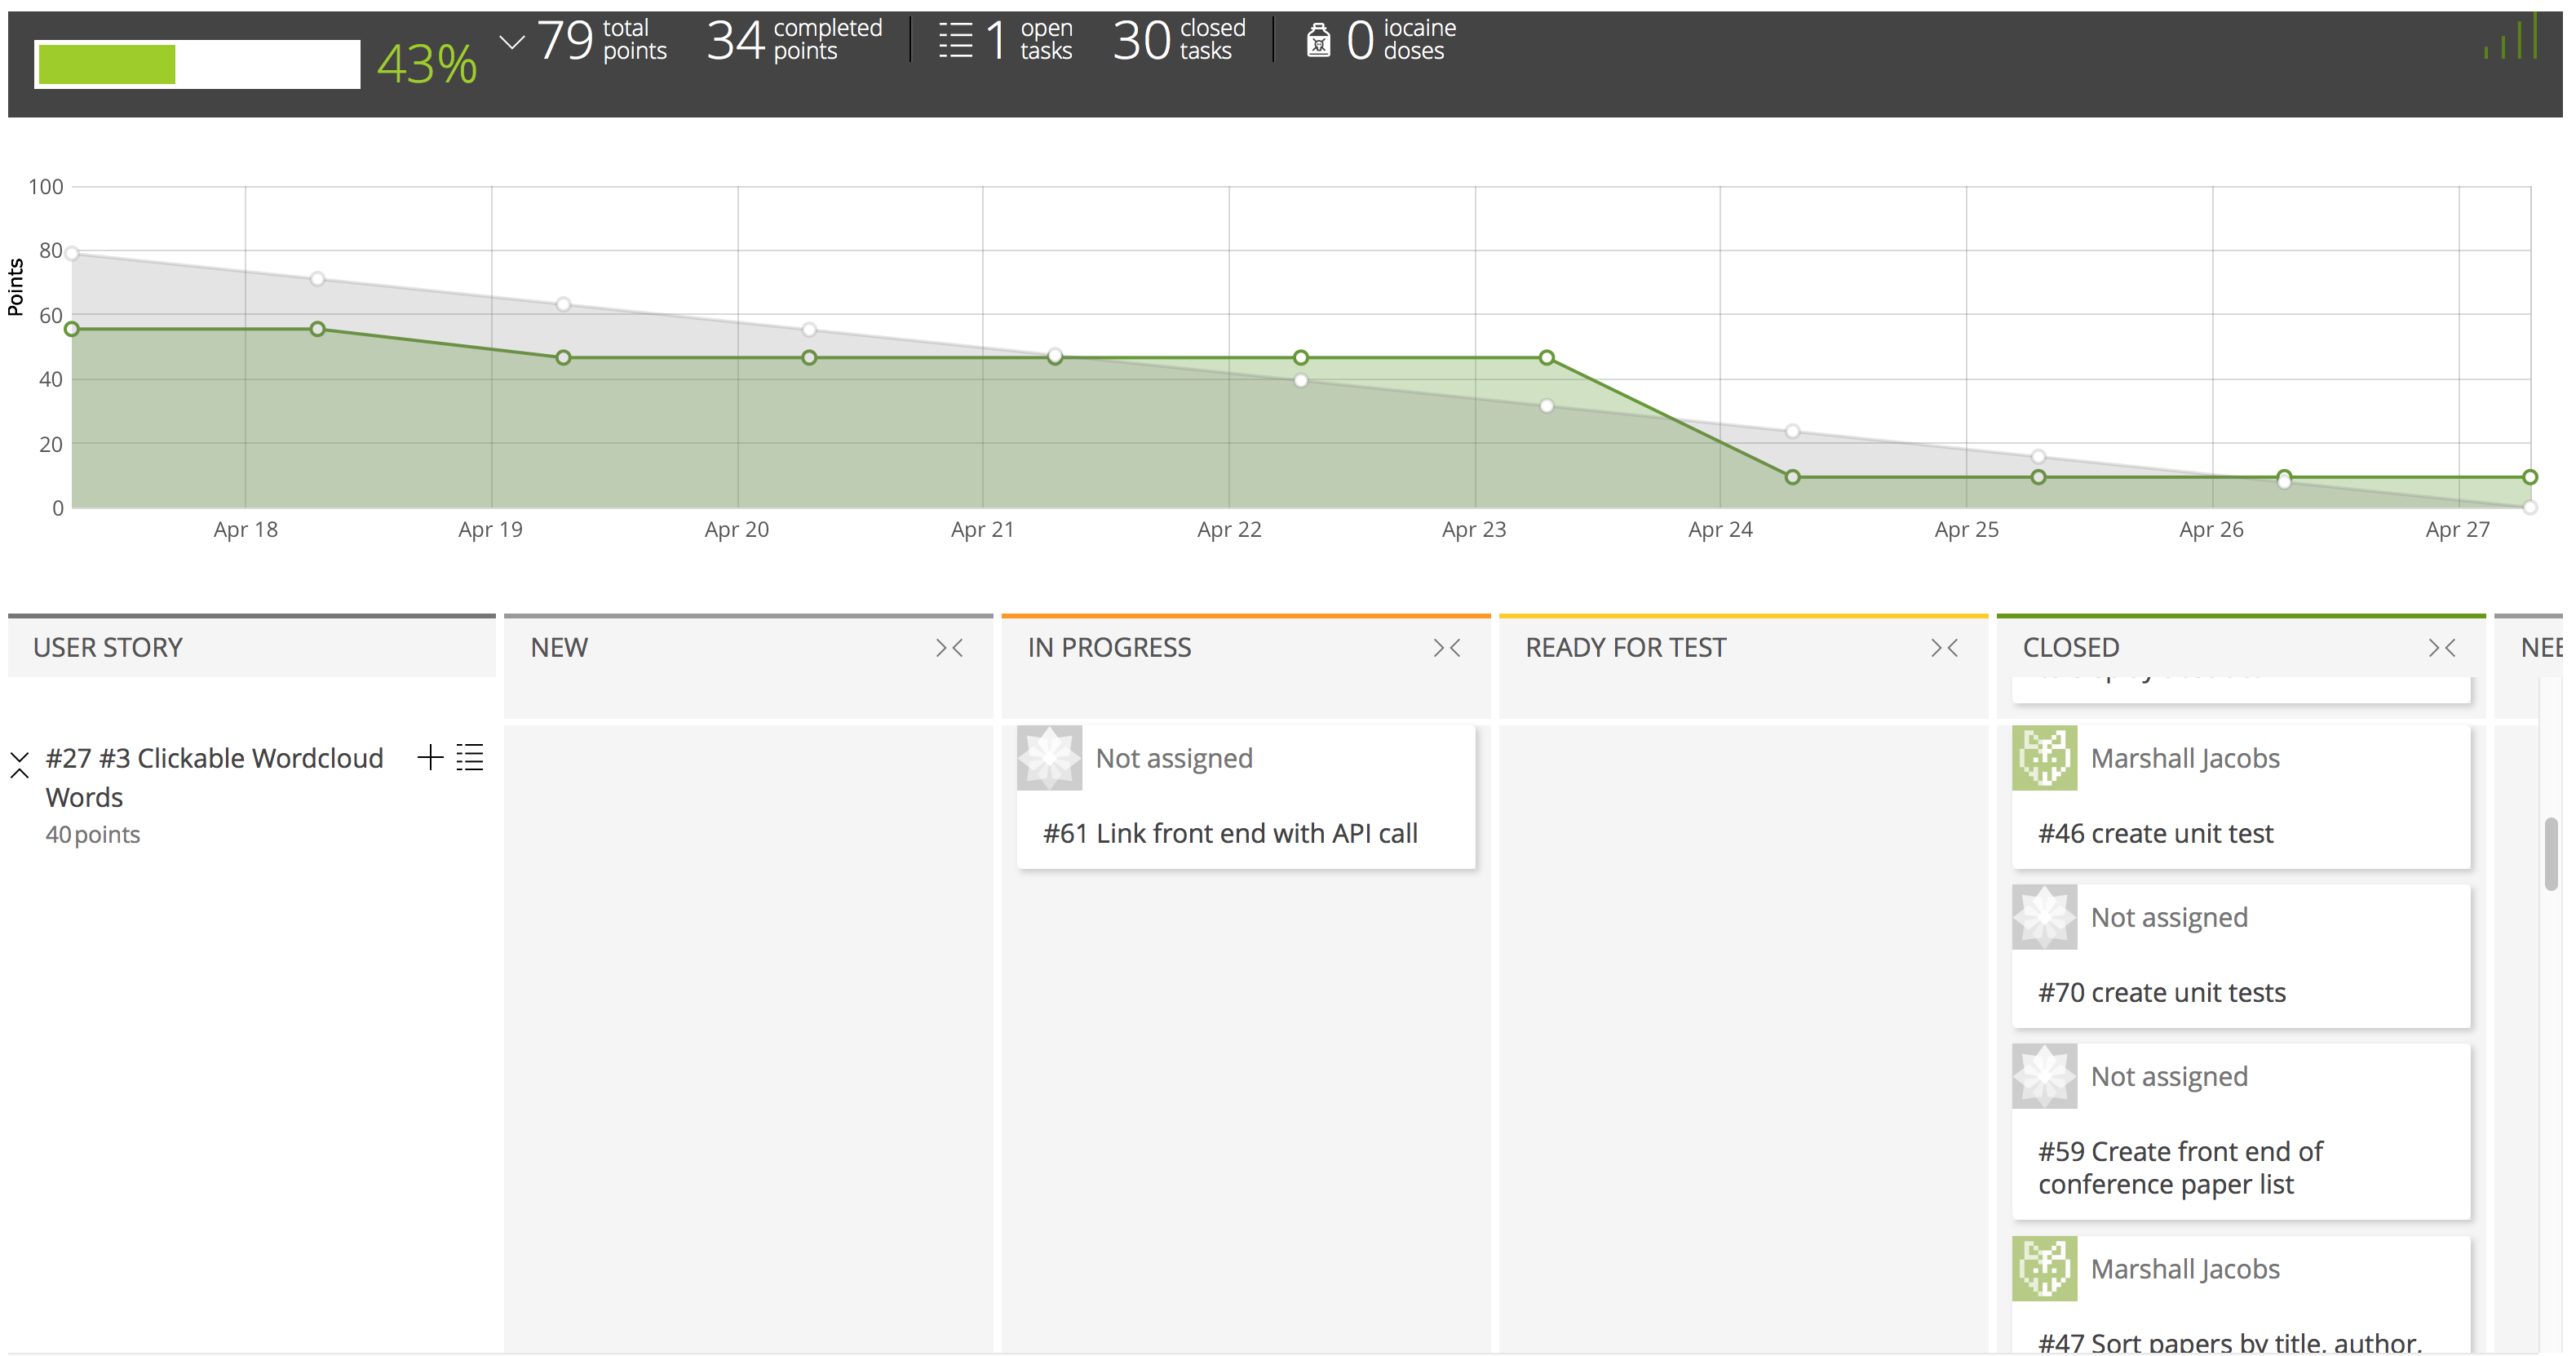 43%
79 total points
34 completed points
1 open tasks
30 closed tasks
0 iocaine doses
Points
100
80
60
40
20
0
Apr 18
Apr 19
Apr 20
Apr 21
Apr 22
Apr 23
Apr 24
Apr 25
Apr 26
Apr 27
USER STORY
NEW
IN PROGRESS
READY FOR TEST
CLOSED
#27 #3 Clickable Wordcloud
Words
40 points
Not assigned
#61 Link front end with API call
Marshall Jacobs
#46 create unit test
Not assigned
#70 create unit tests
Not assigned
#59 Create front end of
conference paper list
Marshall Jacobs
#47 Sort papers by title, author,